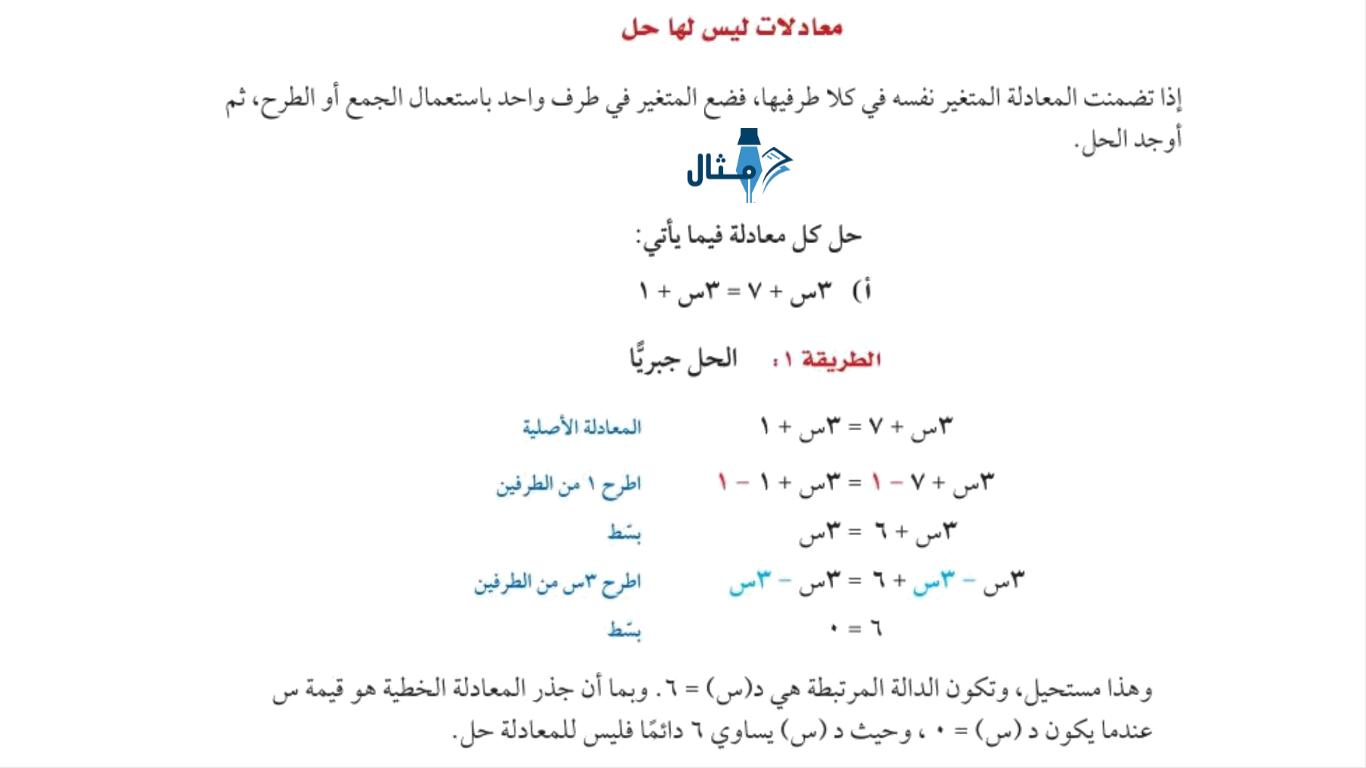 معادلات ليس لها حل
إذا تضمنت المعادلة المتغير نفسه في كلا طرفيها، فضع المتغير في طرف واحد باستعمال الجمع أو الطرح، ثم
أوجد الحل.
مثال
حل كل معادلة فيما يأتي:
أ) ٣س + ٧ = ٣س + ١
الطريقة ١: الحل جبريًّا
٣س + ٧ = ٣س + ١ المعادلة الأصلية
٣س + ٧ – ١ = ٣س + ١ – ١ اطرح ١ من الطرفين
٣س + ٦ = ٣س بسّط
٣س – ٣س + ٦ = ٣س – ٣س اطرح ٣س من الطرفين
٦ = ٠ بسّط
وهذا مستحيل، وتكون الدالة المرتبطة هي د(س) = ٦. وبما أن جذر المعادلة الخطية هو قيمة س
عندما يكون د (س) = ٠ ، وحيث د (س) يساوي ٦ دائمًا فليس للمعادلة حل.